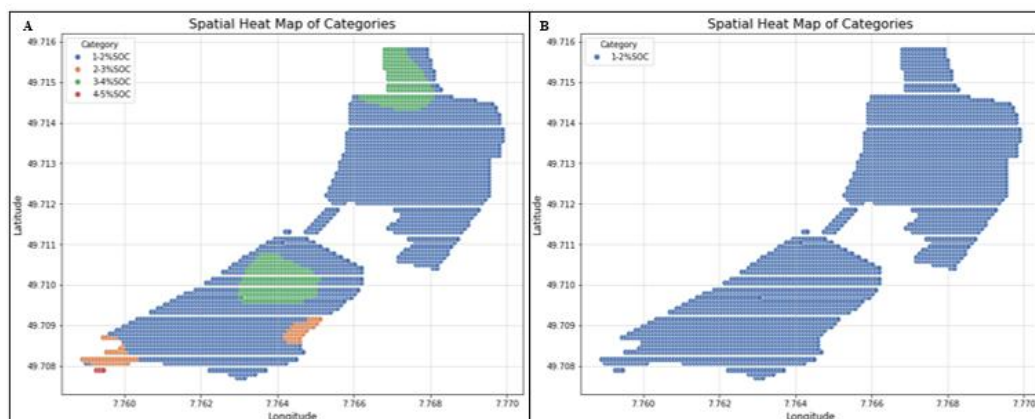 A
Spatial Heat Map of Categories
Category
1-2%SOC
2-3%SOC
3-4%SOC
4-5%SOC
49.716
49.715
49.714
49.713
49.712
49.711
49.710
49.709
49.708
Latitude
7.760
7.762
7.764
7.766
7.768
7.770
Longitude
B
Spatial Heat Map of Categories
Category
1-2%SOC
49.716
49.715
49.714
49.713
49.712
49.711
49.710
49.709
49.708
Latitude
7.760
7.762
7.764
7.766
7.768
7.770
Longitude